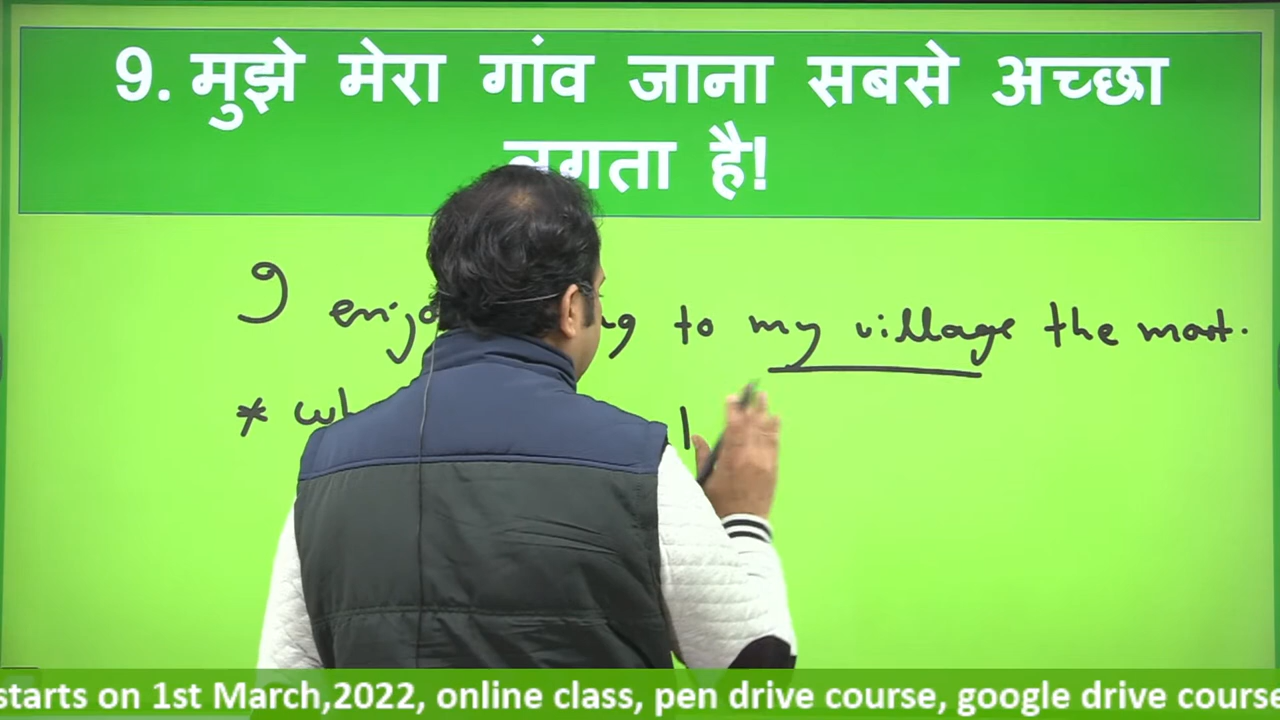 9. मुझे मेरा गांव जाना सबसे अच्छा
लगता है!
I to my village the most.
*
starts on 1st March,2022, online class, pen drive course, google drive course